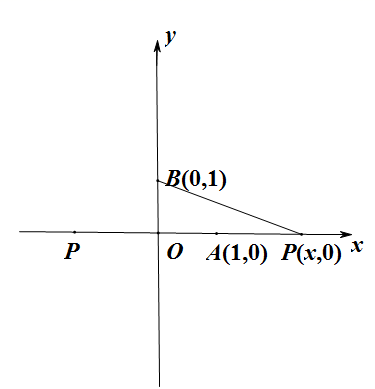 y
B(0,1)
P O A(1,0) P(x,0) x